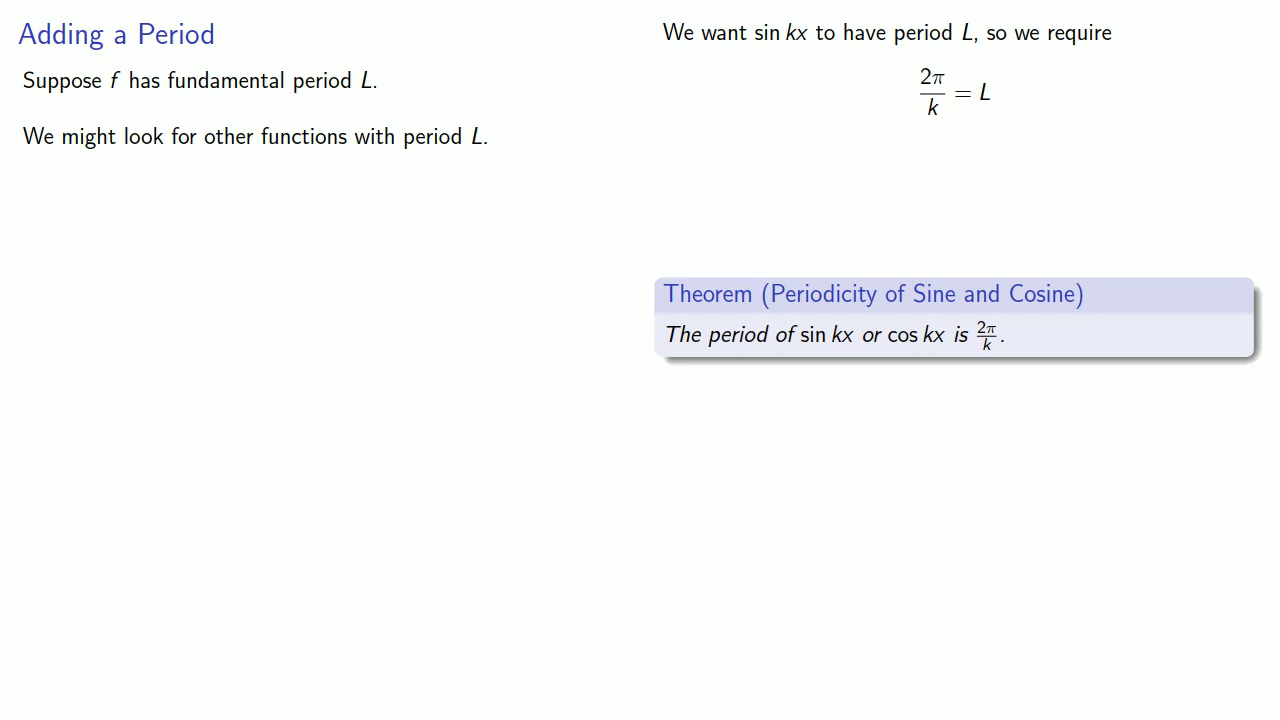 Adding a Period
Suppose f has fundamental period L.
We might look for other functions with period L.
We want sin kx to have period L, so we require
2π/k = L
Theorem (Periodicity of Sine and Cosine)
The period of sin kx or cos kx is 2π/k.